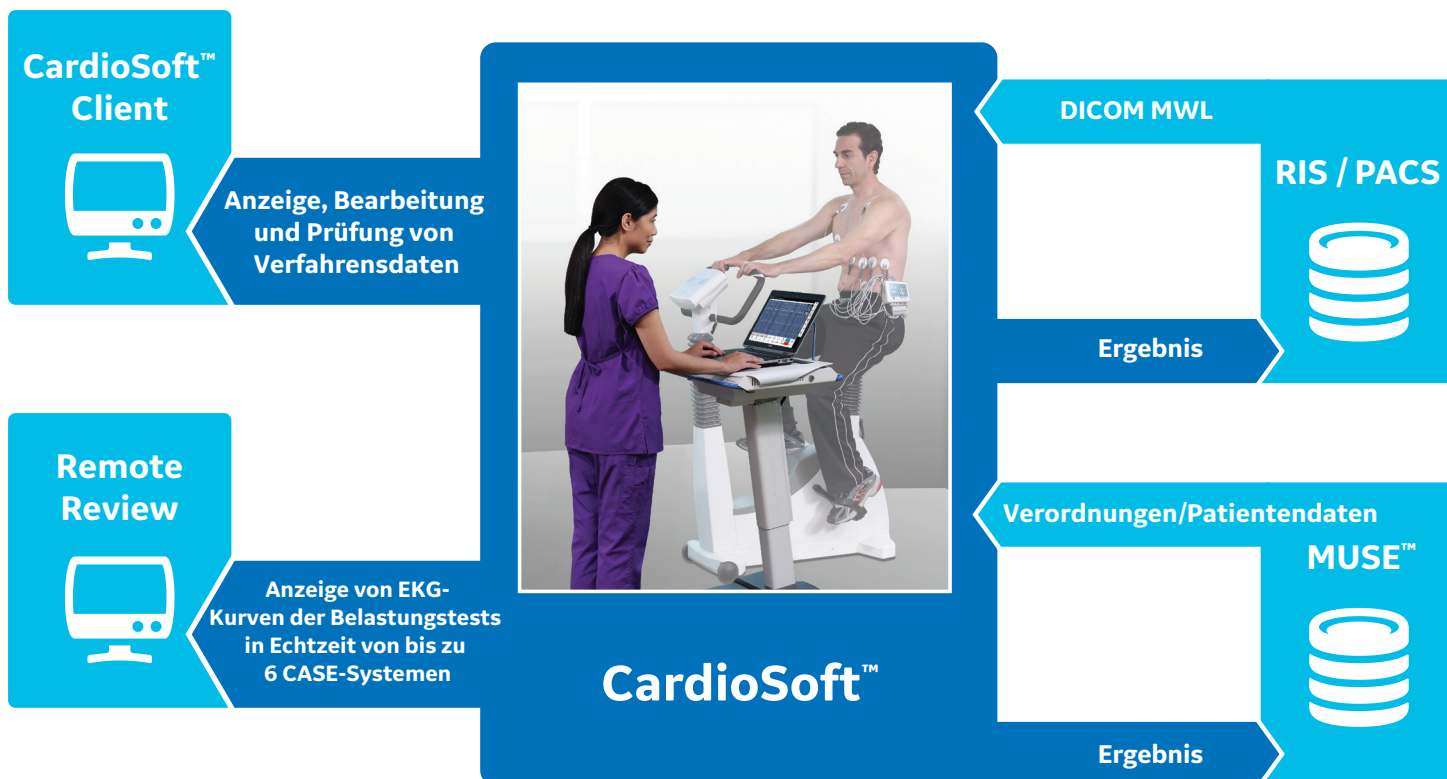 CardioSoft™
Client
Anzeige, Bearbeitung
und Prüfung von
Verfahrensdaten
Remote
Review
Anzeige von EKG-
Kurven der Belastungstests
in Echtzeit von bis zu
6 CASE-Systemen
CardioSoft™
DICOM MWL
RIS / PACS
Ergebnis
Verordnungen/Patientendaten
MUSE™
Ergebnis